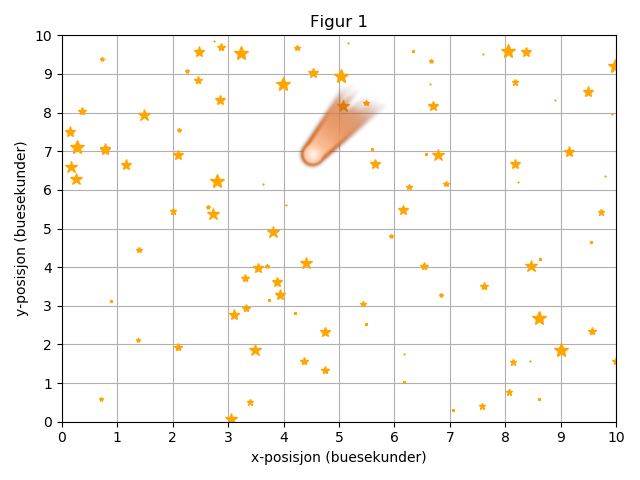 Figur 1
10
9
8
7
6
5
4
3
2
1
0
y-posisjon (buesekunder)
0 1 2 3 4 5 6 7 8 9 10
x-posisjon (buesekunder)